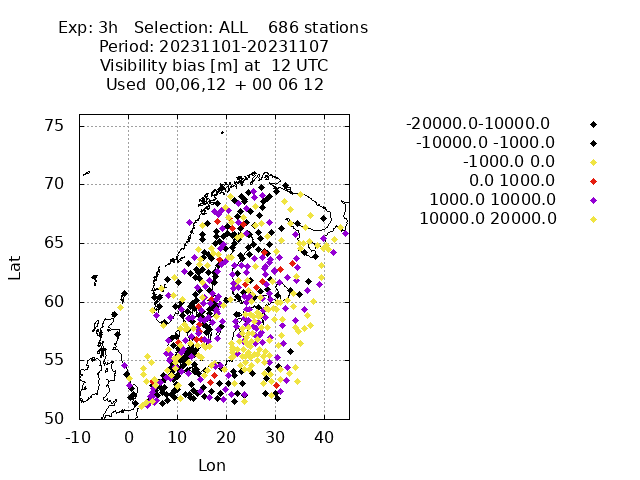 Exp: 3h   Selection: ALL    686 stations
Period: 20231101-20231107
Visibility bias [m] at  12 UTC
Used  00,06,12  + 00 06 12
-20000.0-10000.0
-10000.0 -1000.0
-1000.0 0.0
0.0 1000.0
1000.0 10000.0
10000.0 20000.0
75
70
65
60
55
50
Lat
-10 0 10 20 30 40
Lon